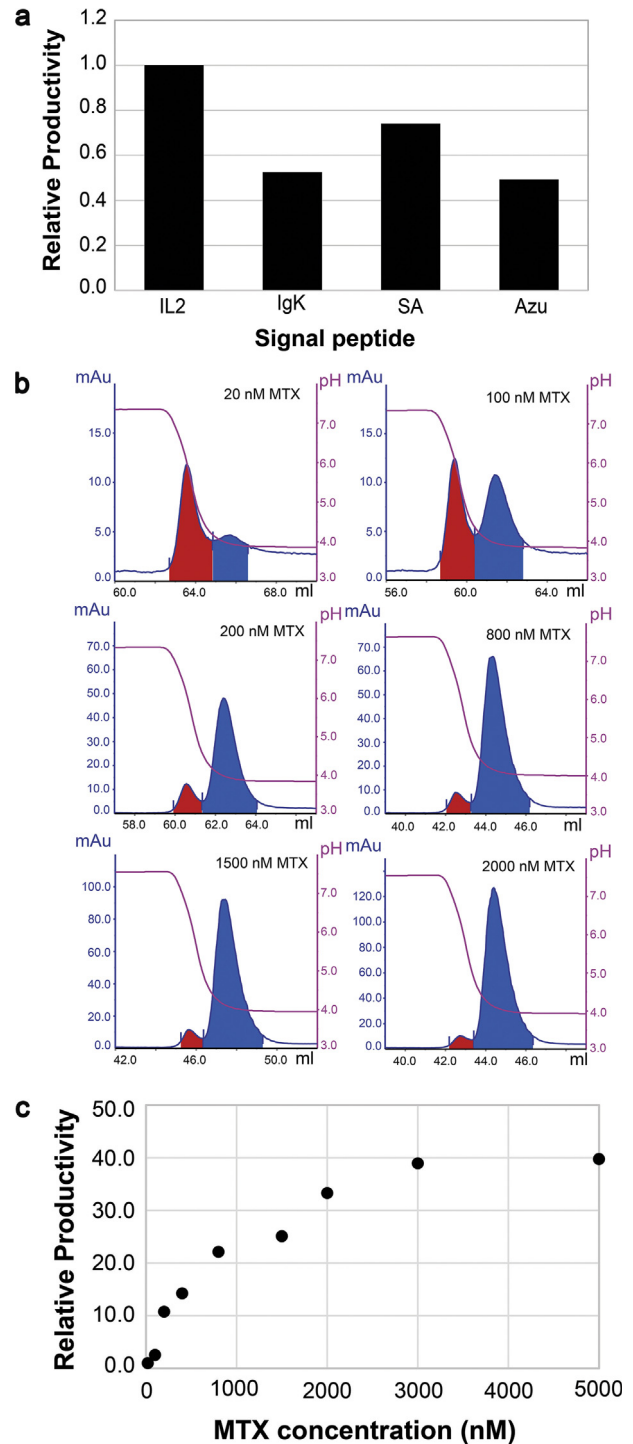 a
1.2
1.0
0.8
0.6
0.4
0.2
0.0
Relative Productivity
IL2 IgK SA Azu
Signal peptide
b
mAu pH
20 nM MTX
15.0
10.0
5.0
0.0
7.0
6.0
5.0
4.0
3.0
60.0 64.0 68.0 ml
mAu pH
100 nM MTX
15.0
10.0
5.0
0.0
7.0
6.0
5.0
4.0
3.0
56.0 60.0 64.0 ml
mAu pH
200 nM MTX
70.0
60.0
50.0
40.0
30.0
20.0
10.0
0.0
7.0
6.0
5.0
4.0
3.0
58.0 60.0 62.0 64.0 ml
mAu pH
800 nM MTX
70.0
60.0
50.0
40.0
30.0
20.0
10.0
0.0
7.0
6.0
5.0
4.0
3.0
40.0 42.0 44.0 46.0 ml
mAu pH
1500 nM MTX
100.0
80.0
60.0
40.0
20.0
0.0
7.0
6.0
5.0
4.0
3.0
42.0 46.0 50.0 ml
mAu pH
2000 nM MTX
120.0
100.0
80.0
60.0
40.0
20.0
0.0
7.0
6.0
5.0
4.0
3.0
40.0 42.0 44.0 46.0 ml
c
50.0
40.0
30.0
20.0
10.0
0.0
Relative Productivity
0 1000 2000 3000 4000 5000
MTX concentration (nM)